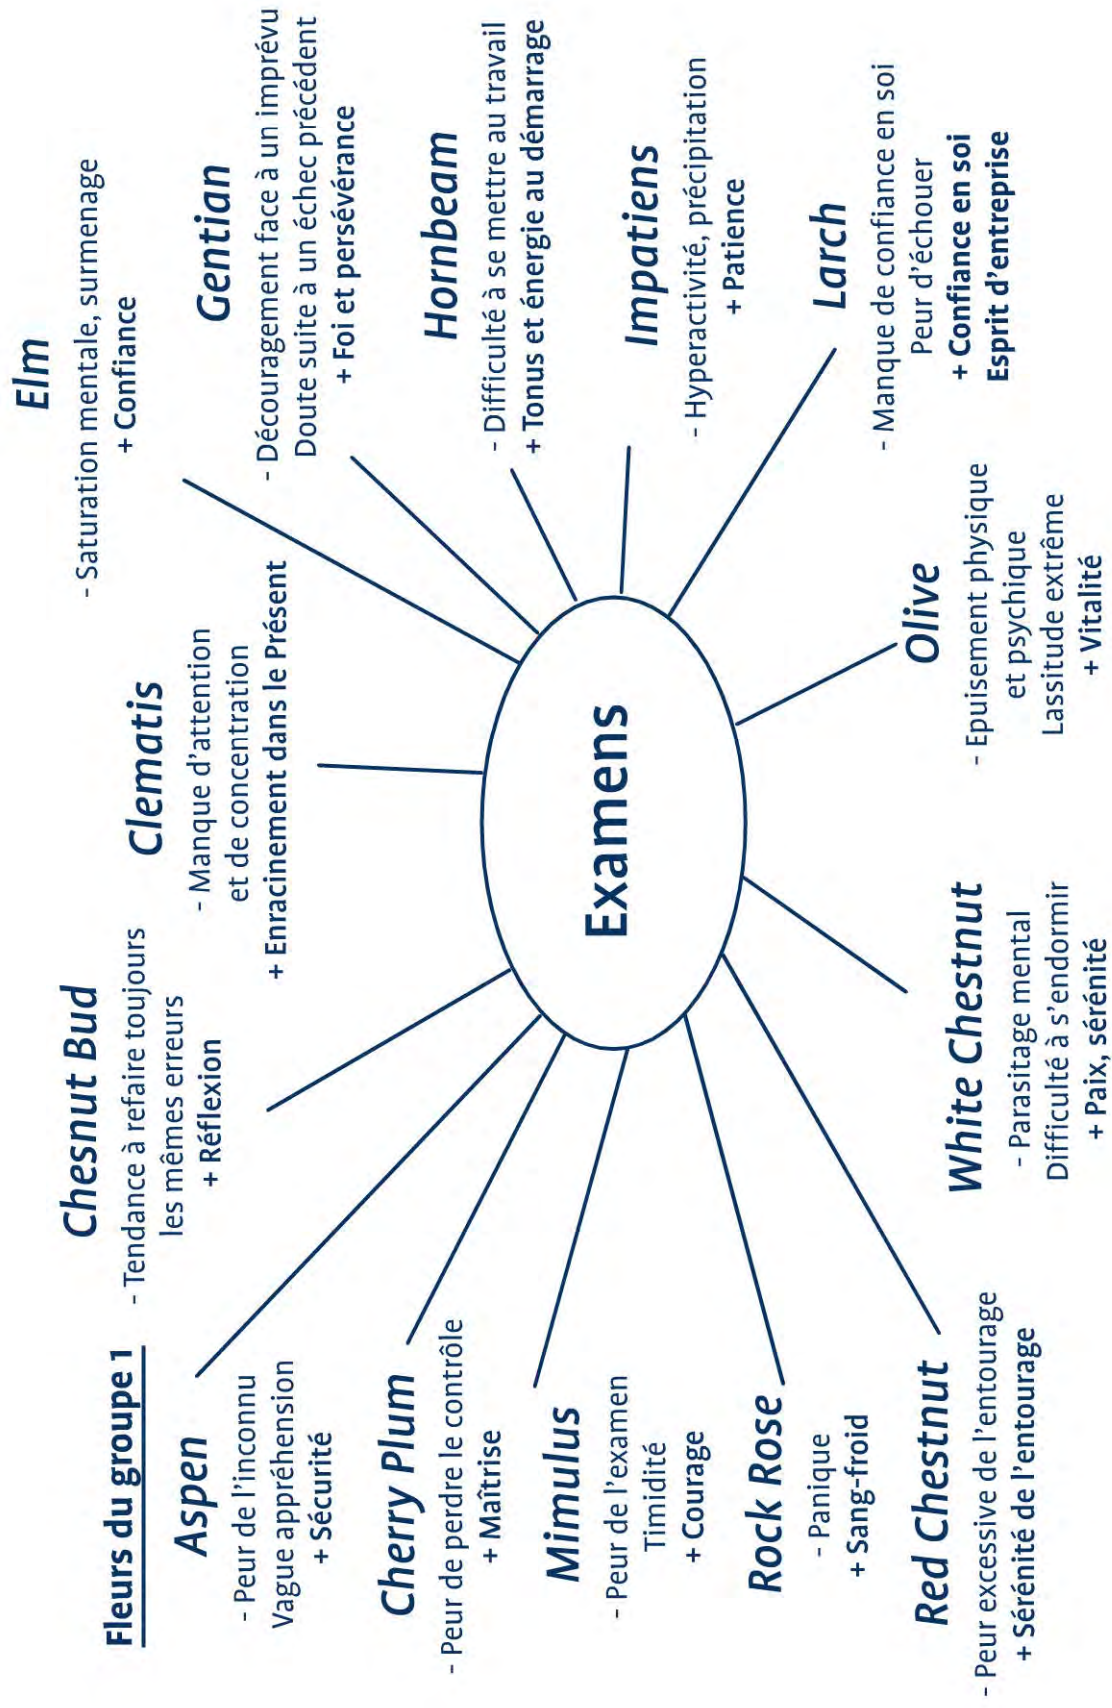 Fleurs du groupe 1
Aspen
- Peur de l'inconnu
Vague appréhension
+ Sécurité
Cherry Plum
- Peur de perdre le contrôle
+ Maîtrise
Mimulus
- Peur de l'examen
Timidité
+ Courage
Rock Rose
- Panique
+ Sang-froid
Red Chestnut
- Peur excessive de l'entourage
+ Sérénité de l'entourage
Chesnut Bud
- Tendance à refaire toujours
les mêmes erreurs
+ Réflexion
Clematis
- Manque d'attention
et de concentration
+ Enracinement dans le Présent
Elm
- Saturation mentale, surmenage
+ Confiance
Gentian
- Découragement face à un imprévu
Doute suite à un échec précédent
+ Foi et persévérance
Hornbeam
- Difficulté à se mettre au travail
+ Tonus et énergie au démarrage
Impatiens
- Hyperactivité, précipitation
+ Patience
Larch
- Manque de confiance en soi
Peur d'échouer
+ Confiance en soi
Esprit d'entreprise
Examens
White Chestnut
- Parasitage mental
Difficulté à s'endormir
+ Paix, sérénité
Olive
- Epuisement physique
et psychique
Lassitude extrême
+ Vitalité